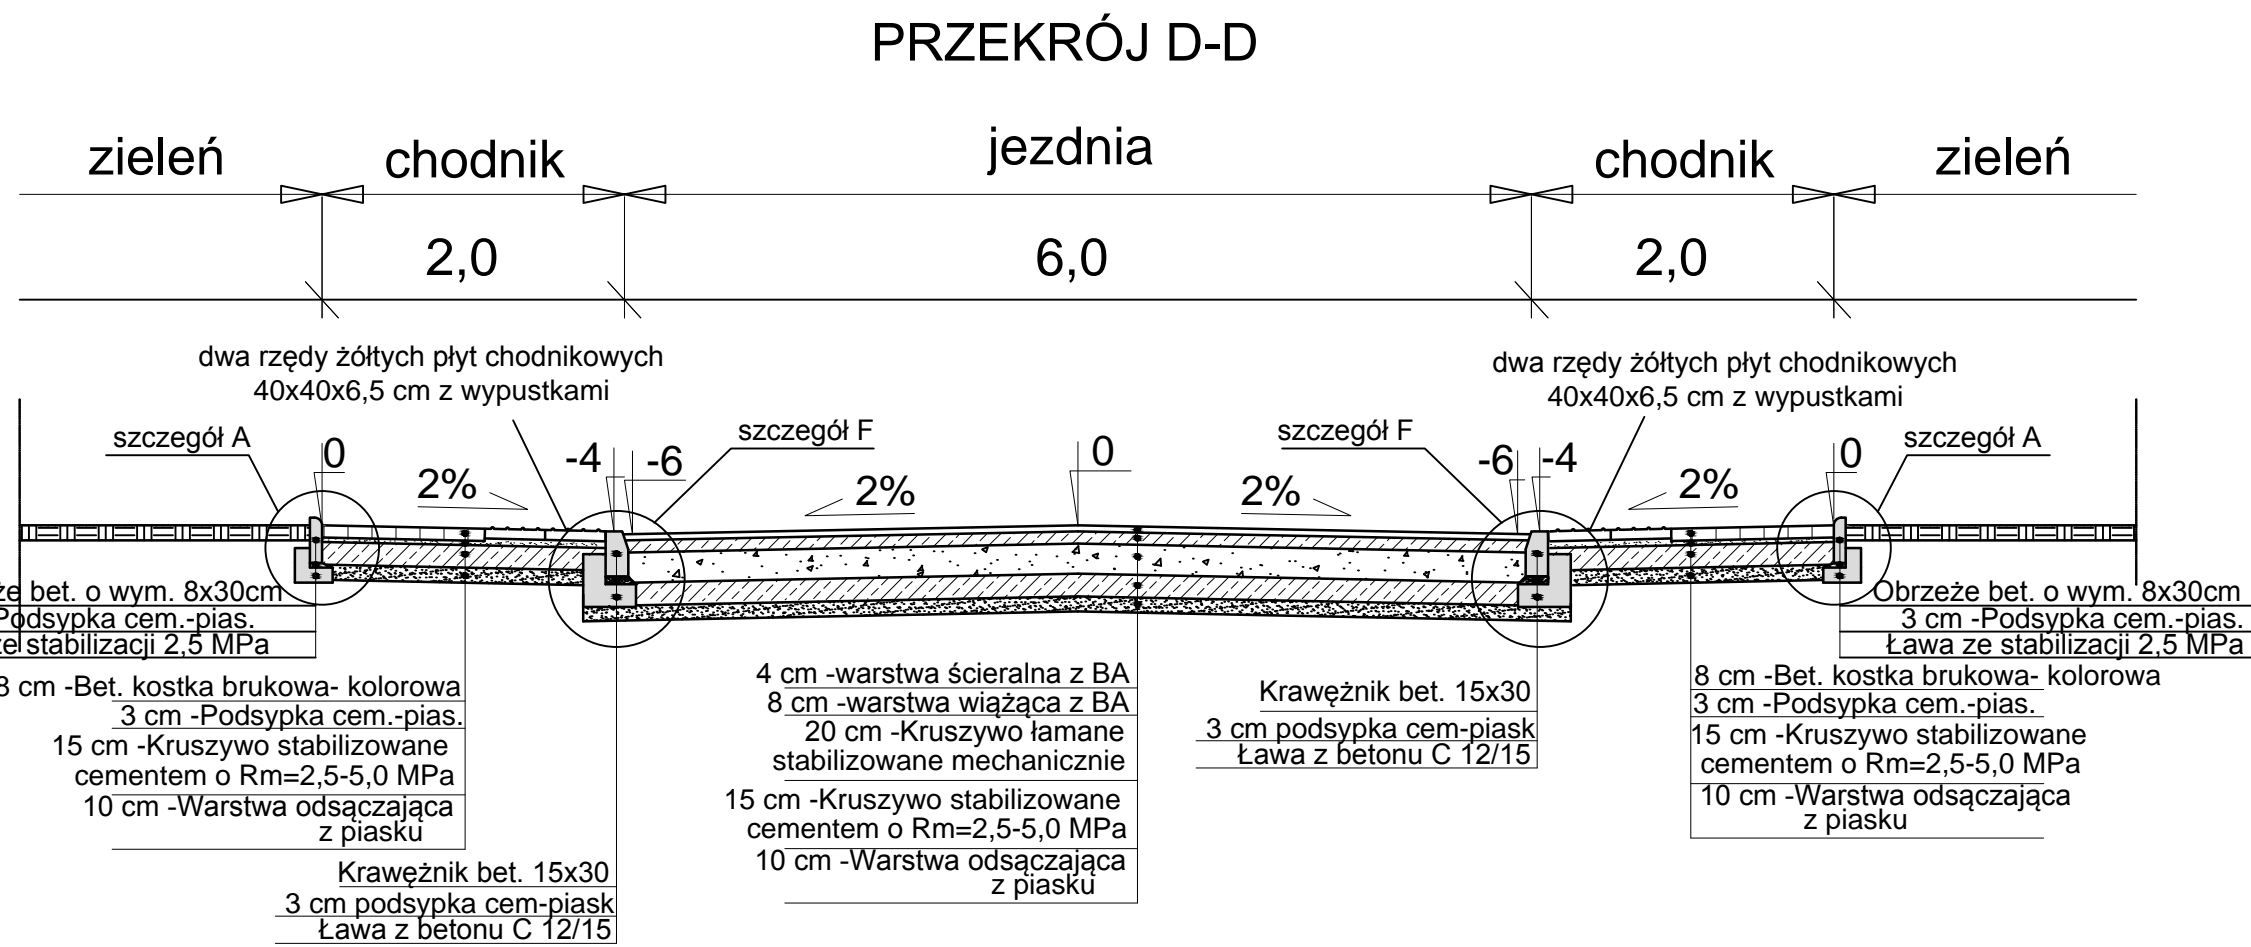 PRZEKRÓJ D-D
zieleń
chodnik
jezdnia
chodnik
zieleń
2,0
6,0
2,0
dwa rzędy żółtych płyt chodnikowych
40x40x6,5 cm z wypustkami
dwa rzędy żółtych płyt chodnikowych
40x40x6,5 cm z wypustkami
szczegół A
szczegół F
szczegół F
szczegół A
0
-4
-6
0
-6
-4
0
2%
2%
2%
2%
bet. o wym. 8x30cm
Podsypka cem.-pias.
ze stabilizacji 2,5 MPa
8 cm -Bet. kostka brukowa- kolorowa
3 cm -Podsypka cem.-pias.
15 cm -Kruszywo stabilizowane
cementem o Rm=2,5-5,0 MPa
10 cm -Warstwa odsączająca
z piasku
Krawężnik bet. 15x30
3 cm podsypka cem-piask
Ława z betonu C 12/15
4 cm -warstwa ścieralna z BA
8 cm -warstwa wiążąca z BA
20 cm -Kruszywo łamane
stabilizowane mechanicznie
15 cm -Kruszywo stabilizowane
cementem o Rm=2,5-5,0 MPa
10 cm -Warstwa odsączająca
z piasku
Krawężnik bet. 15x30
3 cm podsypka cem-piask
Ława z betonu C 12/15
Obrzeże bet. o wym. 8x30cm
3 cm -Podsypka cem.-pias.
Ława ze stabilizacji 2,5 MPa
8 cm -Bet. kostka brukowa- kolorowa
3 cm -Podsypka cem.-pias.
15 cm -Kruszywo stabilizowane
cementem o Rm=2,5-5,0 MPa
10 cm -Warstwa odsączająca
z piasku